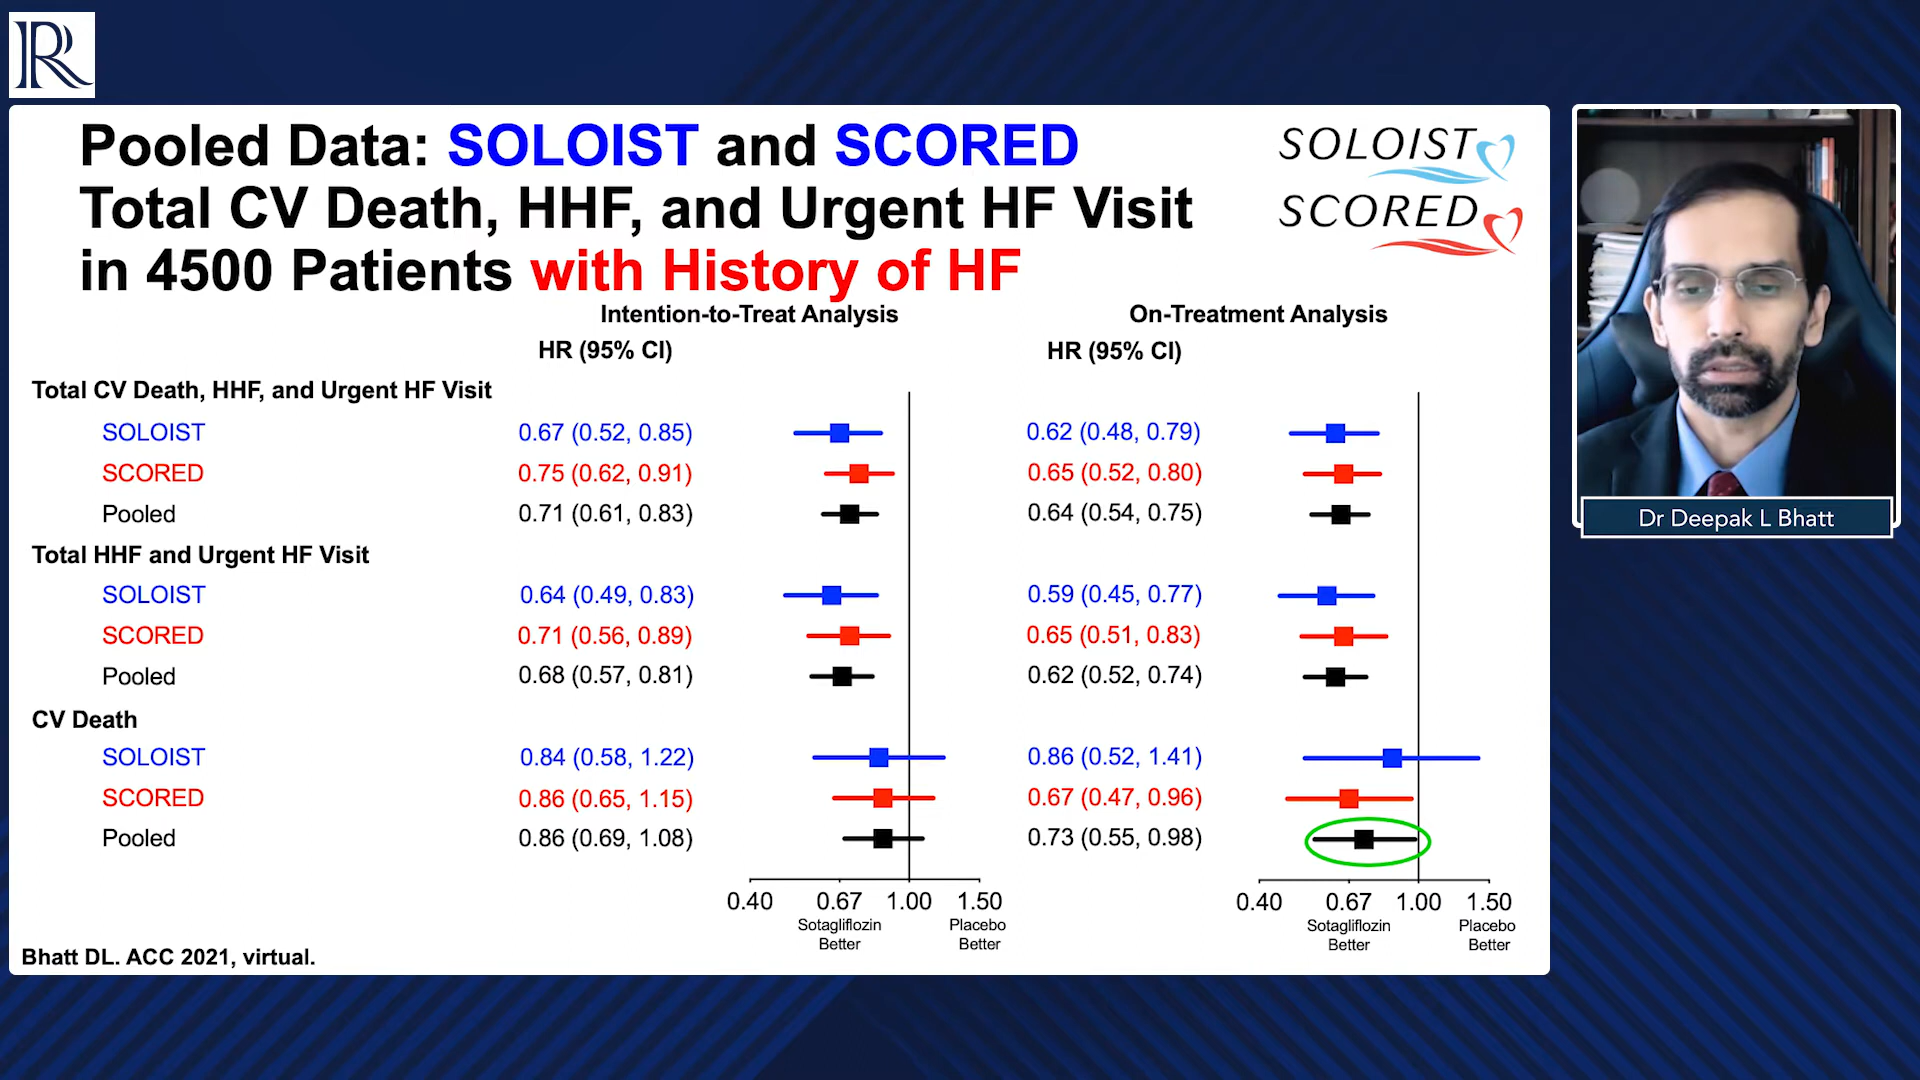 R
Pooled Data: SOLOIST and SCORED
Total CV Death, HHF, and Urgent HF Visit
in 4500 Patients with History of HF
SOLOIST
SCORED
Intention-to-Treat Analysis
On-Treatment Analysis
HR (95% CI)
HR (95% CI)
Total CV Death, HHF, and Urgent HF Visit
SOLOIST 0.67 (0.52, 0.85) 0.62 (0.48, 0.79)
SCORED 0.75 (0.62, 0.91) 0.65 (0.52, 0.80)
Pooled 0.71 (0.61, 0.83) 0.64 (0.54, 0.75)
Total HHF and Urgent HF Visit
SOLOIST 0.64 (0.49, 0.83) 0.59 (0.45, 0.77)
SCORED 0.71 (0.56, 0.89) 0.65 (0.51, 0.83)
Pooled 0.68 (0.57, 0.81) 0.62 (0.52, 0.74)
CV Death
SOLOIST 0.84 (0.58, 1.22) 0.86 (0.52, 1.41)
SCORED 0.86 (0.65, 1.15) 0.67 (0.47, 0.96)
Pooled 0.86 (0.69, 1.08) 0.73 (0.55, 0.98)
0.40 0.67 1.00 1.50 0.40 0.67 1.00 1.50
Sotagliflozin Placebo Sotagliflozin Placebo
Better Better Better Better
Bhatt DL. ACC 2021, virtual.
Dr Deepak L Bhatt